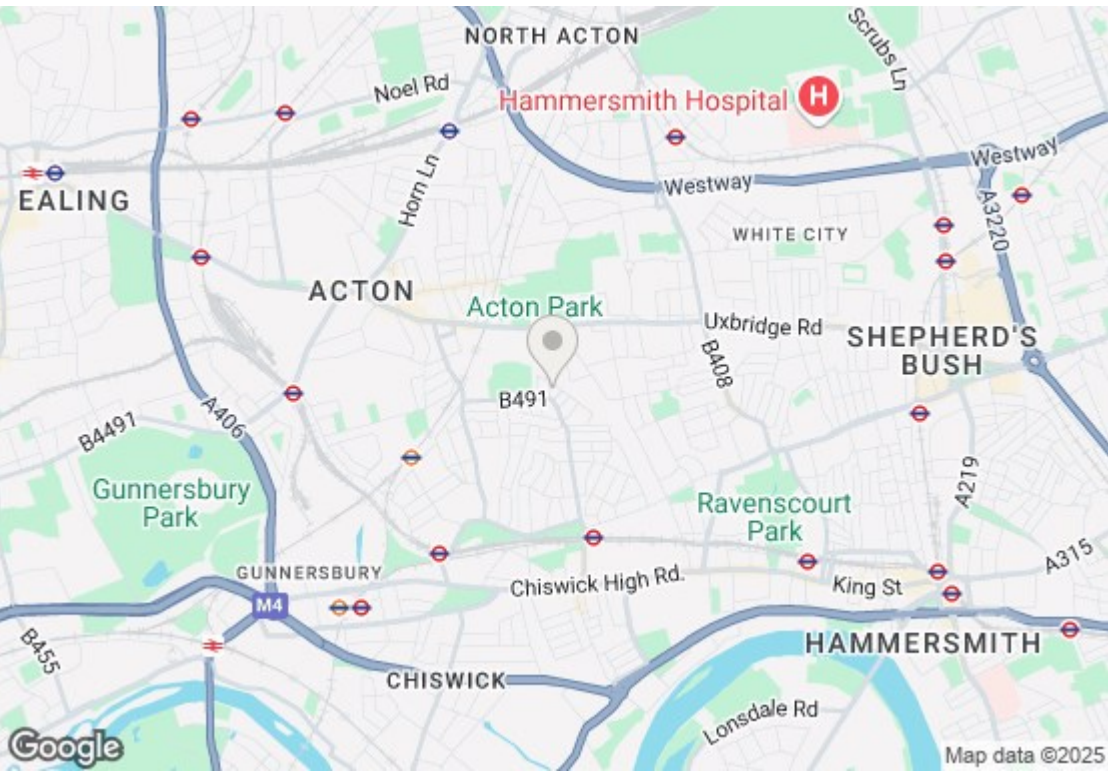 NORTH ACTON
Scrubs Ln
Noel Rd
Hammersmith Hospital
H
Westway
Westway
EALING
Horn Ln
A3220
WHITE CITY
ACTON
Acton Park
Uxbridge Rd
SHEPHERD'S
BUSH
B408
B491
A406
B4491
A219
Gunnersbury
Park
Ravenscourt
Park
A315
GUNNERSBURY
Chiswick High Rd.
King St
M4
B455
HAMMERSMITH
CHISWICK
Lonsdale Rd
Google
Map data ©2025